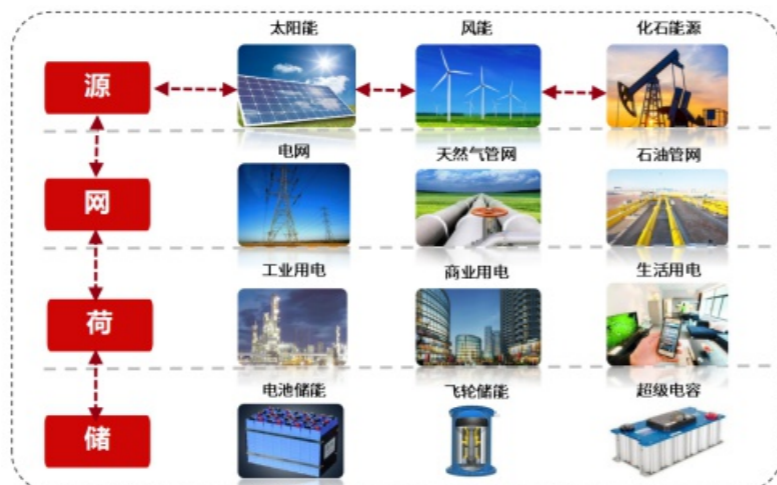 太阳能
风能
化石能源
源
电网
天然气管网
石油管网
网
工业用电
商业用电
生活用电
荷
电池储能
飞轮储能
超级电容
储